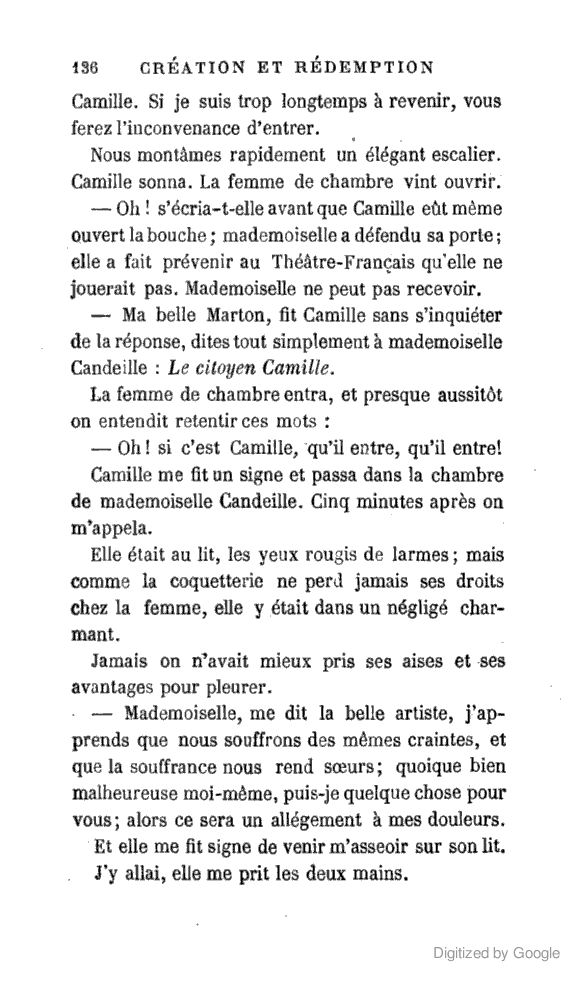 136 CRÉATION ET RÉDEMPTION
Camille. Si je suis trop longtemps à revenir, vous
ferez l'inconvenance d'entrer.
Nous montâmes rapidement un élégant escalier.
Camille sonna. La femme de chambre vint ouvrir.
— Oh ! s'écria-t-elle avant que Camille eût même
ouvert la bouche ; mademoiselle a défendu sa porte ;
elle a fait prévenir au Théâtre-Français qu'elle ne
jouerait pas. Mademoiselle ne peut pas recevoir.
— Ma belle Marton, fit Camille sans s'inquiéter
de la réponse, dites tout simplement à mademoiselle
Candeille : Le citoyen Camille.
La femme de chambre entra, et presque aussitôt
on entendit retentir ces mots :
— Oh ! si c'est Camille, qu'il entre, qu'il entre!
Camille me fit un signe et passa dans la chambre
de mademoiselle Candeille. Cinq minutes après on
m'appela.
Elle était au lit, les yeux rougis de larmes ; mais
comme la coquetterie ne perd jamais ses droits
chez la femme, elle y était dans un négligé char-
mant.
Jamais on n'avait mieux pris ses aises et ses
avantages pour pleurer.
— Mademoiselle, me dit la belle artiste, j'ap-
prends que nous souffrons des mêmes craintes, et
que la souffrance nous rend sœurs ; quoique bien
malheureuse moi-même, puis-je quelque chose pour
vous ; alors ce sera un allégement à mes douleurs.
Et elle me fit signe de venir m'asseoir sur son lit.
J'y allai, elle me prit les deux mains.
Digitized by Google